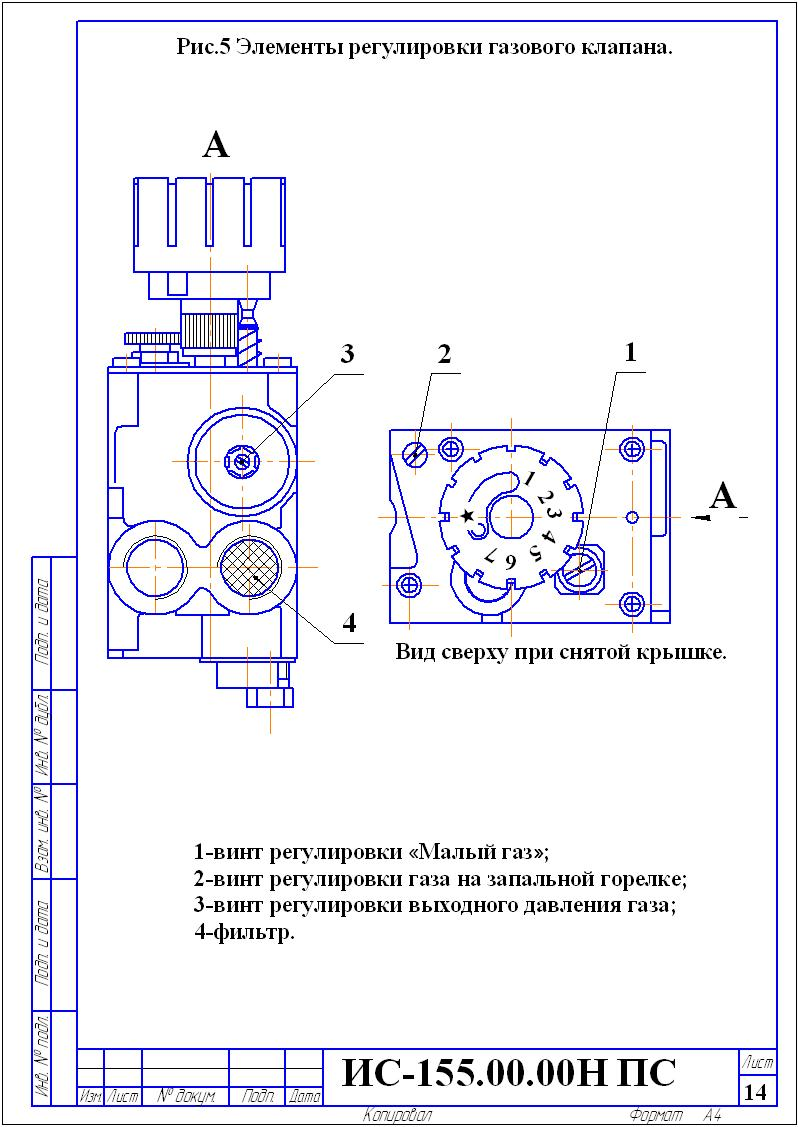 Рис.5 Элементы регулировки газового клапана.
А
3
2
1
4
А
★ 1 2 3 4 5 6 7
Вид сверху при снятой крышке.
1-винт регулировки «Малый газ»;
2-винт регулировки газа на запальной горелке;
3-винт регулировки выходного давления газа;
4-фильтр.
Подп. и дата
Инв. № дубл.
Взам. инв. №
Подп. и дата
Инв. № подл.
Изм. Лист № докум. Подп. Дата
ИС-155.00.00Н ПС
Лист
14
Копировал
Формат А4